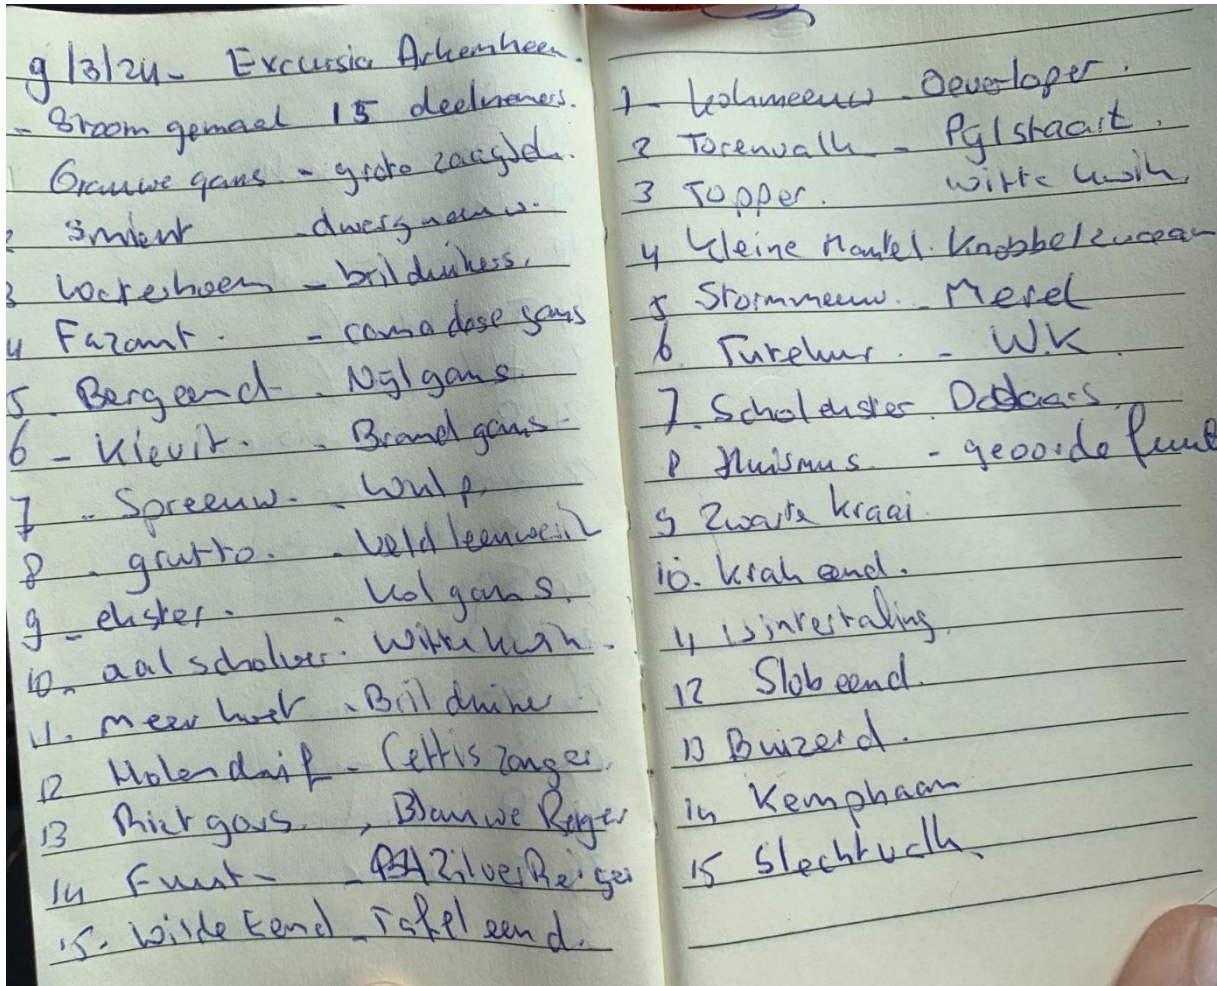 9/3/24 - Excursie Arkemheen.
- Stoom gemaal 15 deelnemers.
1 Grauwe gans - grote zaagbek.
2 Smient - dwergmeeuw.
3 - brilduikers.
4 Fazant. - canadase gans
5. Bergeend - Nijlgans
6 - Kievit. - Brandgans -
7 - Spreeuw. - Wulp.
8 - grutto. - Veldleeuwerik
9 - ekster. - Kolgans.
10. aalscholver. Witte kwik.
11. meerkoet - Brilduiker
12 Holenduif - Cettis zanger.
13 Rietgans. , Blauwe Reiger
14 Fuut - - Zilver Reiger
15. Wilde Eend - Tafel eend.
1 - kokmeeuw - Oeverloper.
2 Torenvalk - Pijlstaart.
3 Topper. witte kwik.
4 kleine Mantel. Knobbelzwaan
5 Stormmeeuw. - Merel
6. Tureluur. - W.K.
7. Scholekster. Dodaars
8 Huismus. - geoorde fuut
9 Zwarte kraai
10. krakeend.
11 wintertaling
12 Slobeend.
13 Buizerd.
14 Kemphaan
15 Slechtvalk.